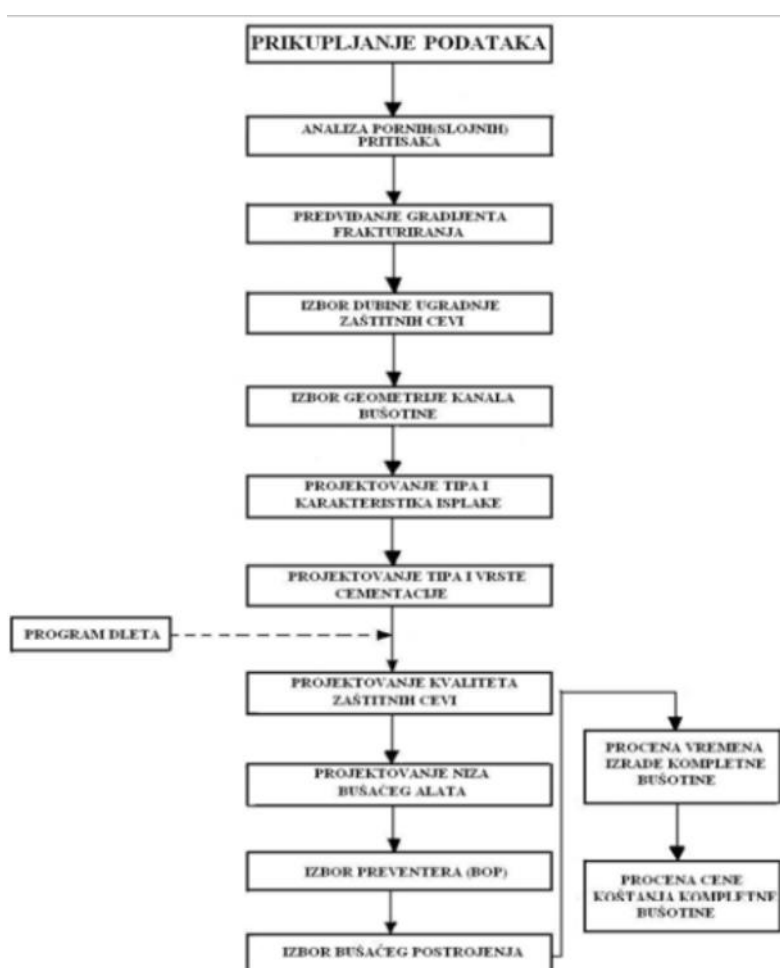 PRIKUPLJANJE PODATAKA
ANALIZA PORNIH(SLOJNIH)
PRITISAKA
PREDVIĐANJE GRADIJENTA
FRAKTURIRANJA
IZBOR DUBINE UGRADNJE
ZAŠTITNIH CEVI
IZBOR GEOMETRIJE KANALA
BUŠOTINE
PROJEKTOVANJE TIPA I
KARAKTERISTIKA ISPLAKE
PROJEKTOVANJE TIPA I VRSTE
CEMENTACIJE
PROGRAM DLETA
PROJEKTOVANJE KVALITETA
ZAŠTITNIH CEVI
PROJEKTOVANJE NIZA
BUŠAĆEG ALATA
IZBOR PREVENTERA (BOP)
IZBOR BUŠAĆEG POSTROJENJA
PROCENA VREMENA
IZRADE KOMPLETNE
BUŠOTINE
PROCENA CENE
KOŠTANJA KOMPLETNE
BUŠOTINE